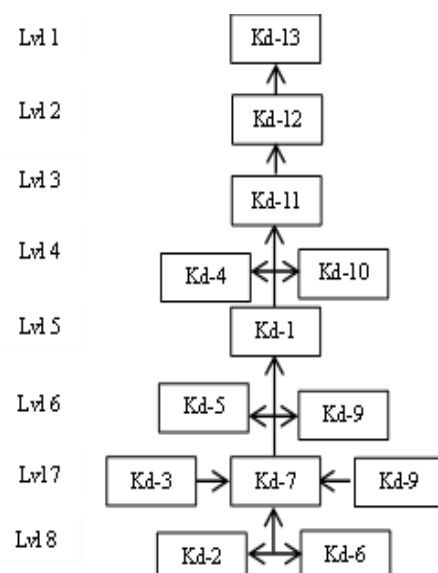 Lvl 1
Kd-13
Lvl 2
Kd-12
Lvl 3
Kd-11
Lvl 4
Kd-4
Kd-10
Lvl 5
Kd-1
Lvl 6
Kd-5
Kd-9
Lvl 7
Kd-3
Kd-7
Kd-9
Lvl 8
Kd-2
Kd-6